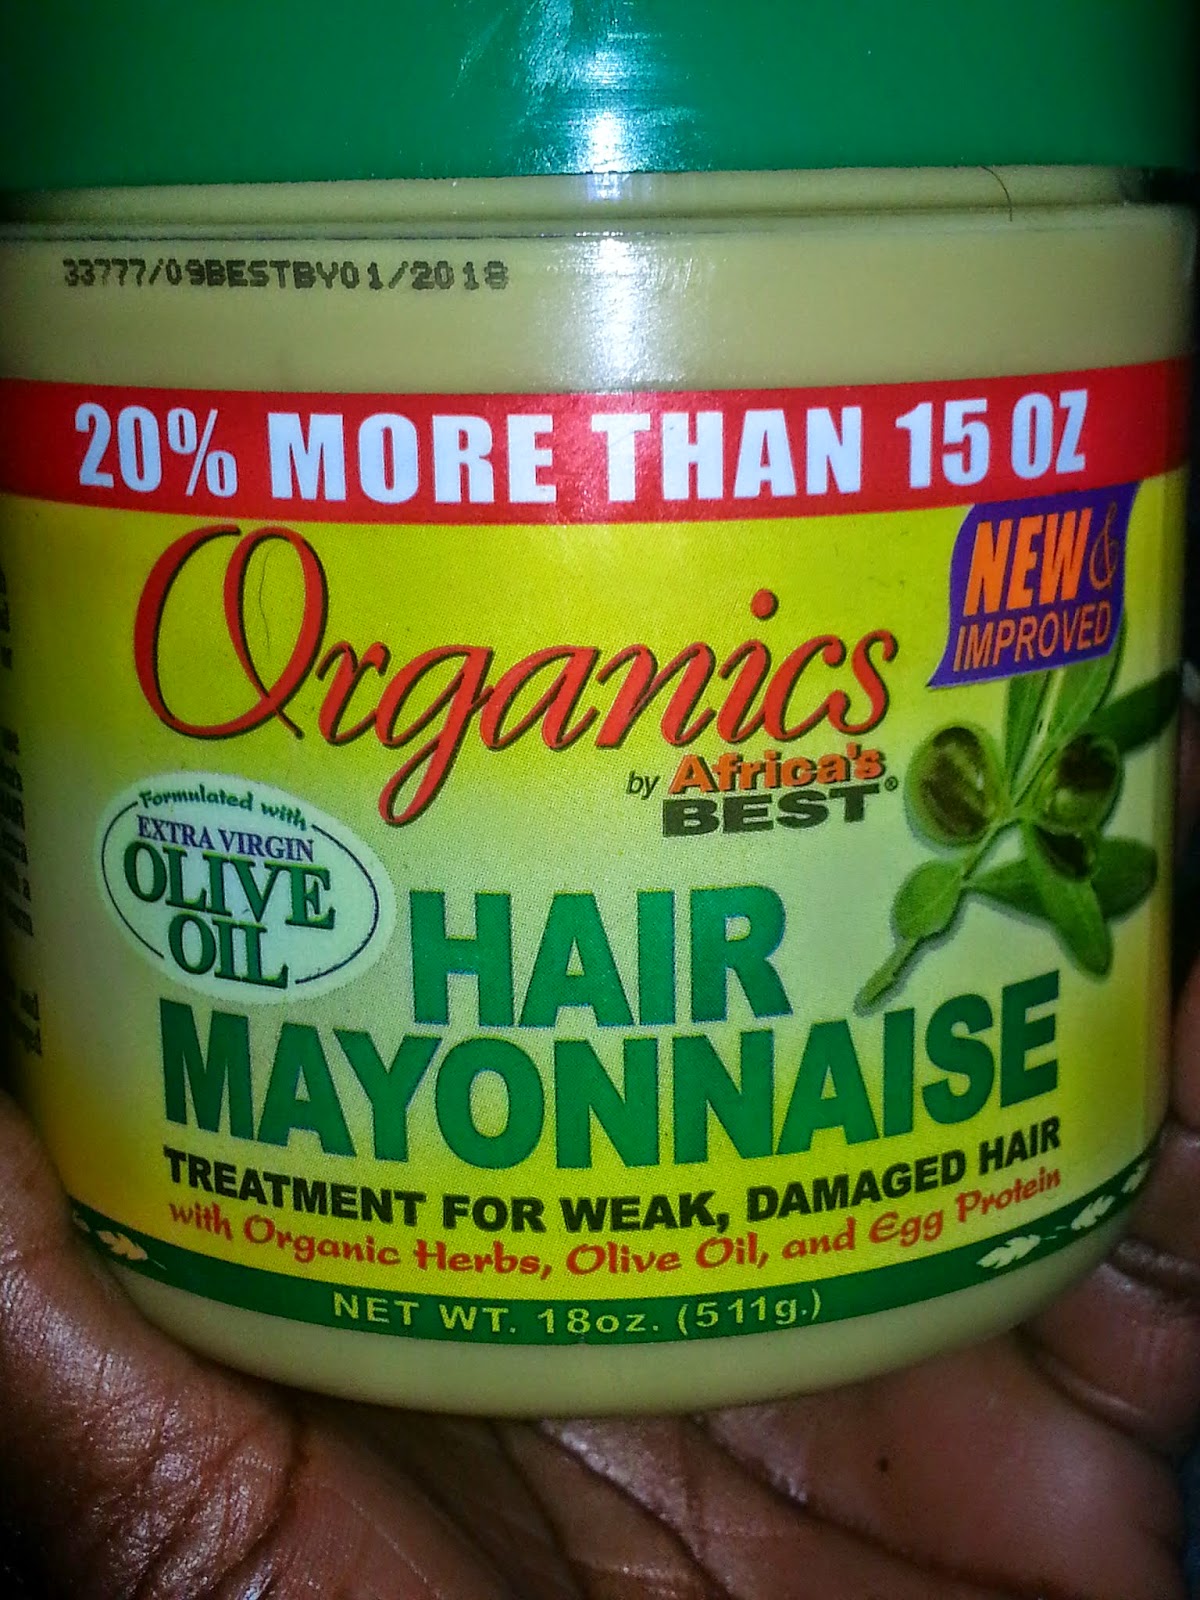 33777/09BESTBY01/2018
20% MORE THAN 15 OZ
NEW &
IMPROVED
Organics
by Africa's
BEST®
Formulated with
EXTRA VIRGIN
OLIVE
OIL
HAIR
MAYONNAISE
TREATMENT FOR WEAK, DAMAGED HAIR
with Organic Herbs, Olive Oil, and Egg Protein
NET WT. 18oz. (511g.)